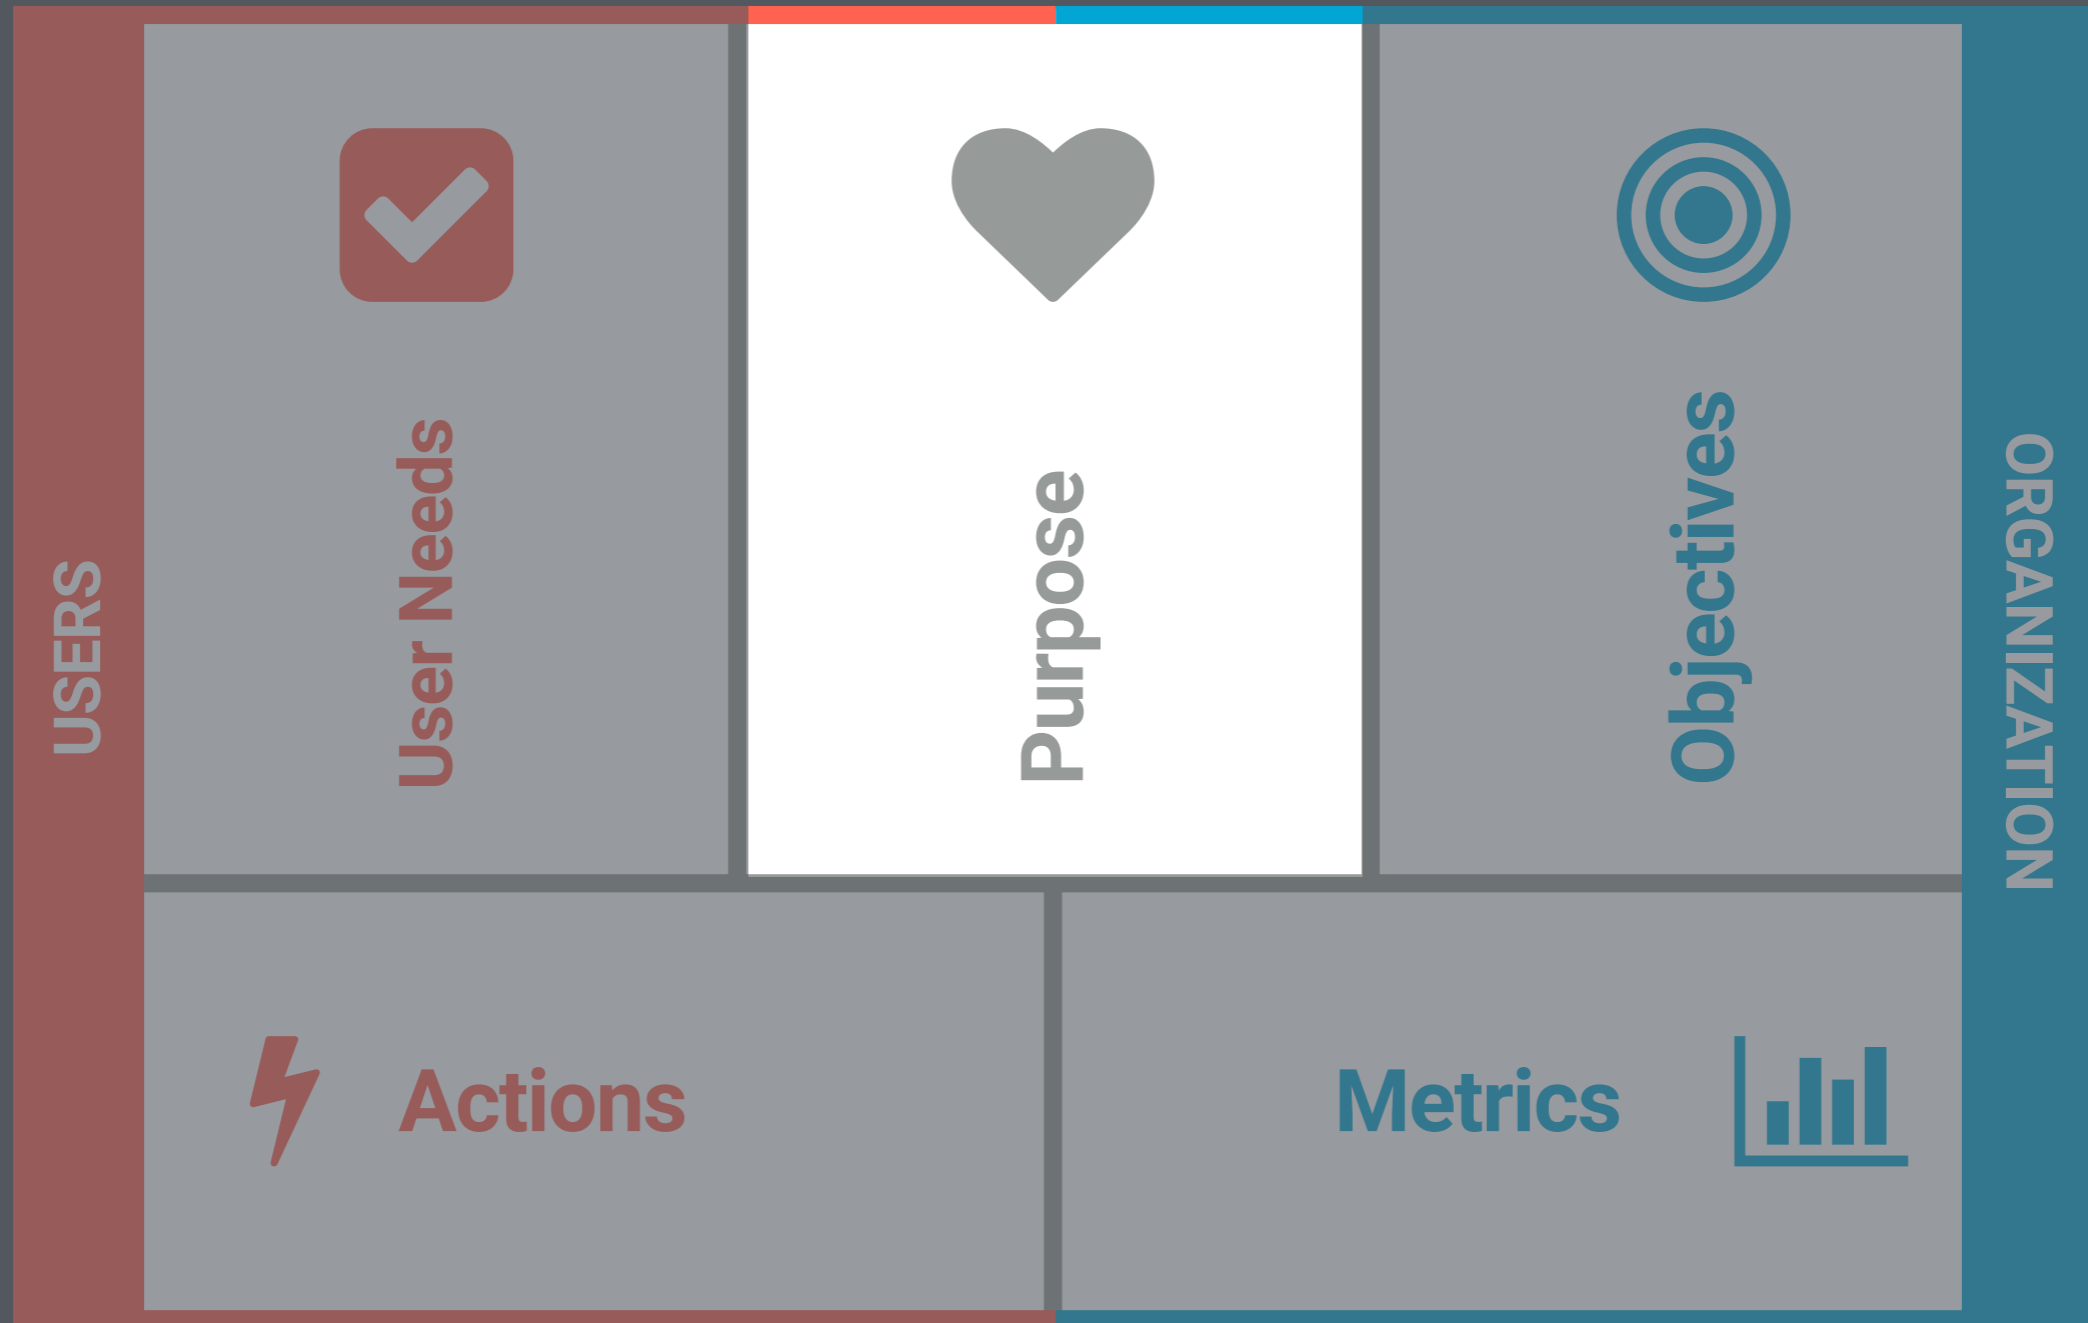 USERS
User Needs
Purpose
Objectives
ORGANIZATION
Actions
Metrics